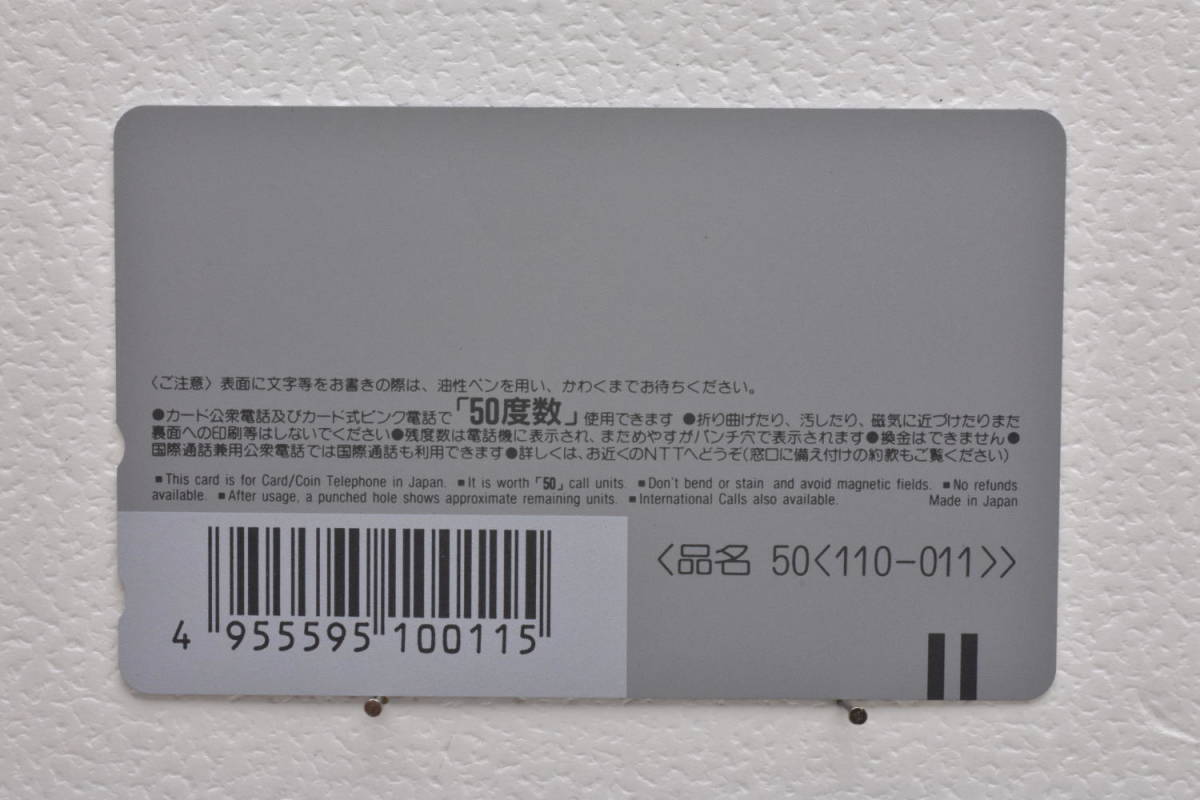 〈ご注意〉表面に文字等をお書きの際は、油性ペンを用い、かわくまでお待ちください。
●カード公衆電話及びカード式ピンク電話で「50度数」使用できます ●折り曲げたり、汚したり、磁気に近づけたりまた
裏面への印刷等はしないでください●残度数は電話機に表示され、まためやすがパンチ穴で表示されます●換金はできません●
国際通話兼用公衆電話では国際通話も利用できます●詳しくは、お近くのNTTへどうぞ(窓口に備え付けの約款もご覧ください)
■This card is for Card/Coin Telephone in Japan. ■It is worth「50」call units. ■Don't bend or stain and avoid magnetic fields. ■No refunds
available. ■After usage, a punched hole shows approximate remaining units. ■International Calls also available. Made in Japan
〈品名 50〈110-011〉〉
4 955595 100115